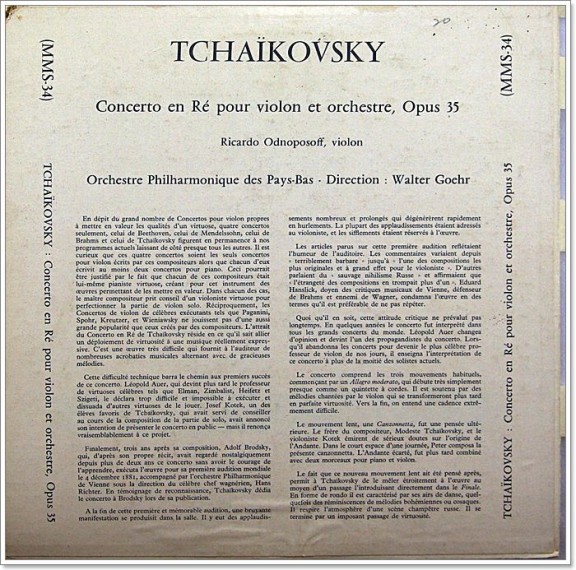 20
TCHAÏKOVSKY
Concerto en Ré pour violon et orchestre, Opus 35
Ricardo Odnoposoff, violon
Orchestre Philharmonique des Pays-Bas - Direction : Walter Goehr
(MMS-34)
TCHAÏKOVSKY : Concerto en Ré pour violon et orchestre, Opus 35
En dépit du grand nombre de Concertos pour violon propres
à mettre en valeur les qualités d'un virtuose, quatre concertos
seulement, celui de Beethoven, celui de Mendelssohn, celui de
Brahms et celui de Tchaïkovsky figurent en permanence à nos
programmes actuels laissant de côté presque tous les autres. Il est
curieux que ces quatre concertos soient les seuls concertos
pour violon écrits par ces compositeurs alors que chacun d'eux
écrivit au moins deux concertos pour piano. Ceci pourrait
être justifié par le fait que chacun de ces compositeurs était
lui-même pianiste virtuose, créant pour cet instrument des
œuvres permettant de les mettre en valeur. Dans chacun des cas,
le maître compositeur prit conseil d'un violoniste virtuose pour
perfectionner la partie de violon solo. Réciproquement, les
Concertos de violon de célèbres exécutants tels que Paganini,
Spohr, Kreutzer, et Wieniawsky ne jouissent pas d'une aussi
grande popularité que ceux créés par des compositeurs. L'attrait
du Concerto en Ré de Tchaïkovsky réside en ce qu'il sait allier
un déploiement de virtuosité à une musique réellement expres-
sive. C'est une œuvre très difficile qui fournit à l'auditeur de
nombreuses acrobaties musicales alternant avec de gracieuses
mélodies.
Cette difficulté technique barra le chemin aux premiers succès
de ce concerto. Léopold Auer, qui devint plus tard le professeur
de virtuoses célèbres tels que Elman, Zimbalist, Heifetz et
Szigeti, le déclara trop difficile et impossible à exécuter et
dissuada d'autres virtuoses de le jouer. Josef Kotek, un des
élèves favoris de Tchaïkovsky, qui avait servi de conseiller
au cours de la composition de la partie de solo, avait annoncé
son intention de présenter le concerto en public — mais il renonça
vraisemblablement à ce projet.
Finalement, trois ans après sa composition, Adolf Brodsky,
qui, d'après son propre récit, avait regardé nostalgiquement
depuis plus de deux ans ce concerto sans avoir le courage de
l'apprendre, exécuta l'œuvre pour sa première audition mondiale
le 4 décembre 1881, accompagné par l'orchestre Philharmonique
de Vienne sous la direction du célèbre chef wagnérien, Hans
Richter. En témoignage de reconnaissance, Tchaïkovsky dédia
le concerto à Brodsky lors de sa publication.
A la fin de cette première et mémorable audition, une bruyante
manifestation se produisit dans la salle. Il y eut des applaudis-
sements nombreux et prolongés qui dégénérèrent rapidement
en hurlements. La plupart des applaudissements étaient adressés
au violoniste, et les sifflements étaient réservés à l'œuvre.
Les articles parus sur cette première audition reflétaient
l'humeur de l'auditoire. Les commentaires variaient depuis
« terriblement barbare » jusqu'à « l'une des compositions les
plus originales et à grand effet pour le violoniste ». D'autres
parlaient du « sauvage nihilisme Russe » et affirmaient que
« l'étrangeté des compositions en trompait plus d'un ». Eduard
Hanslick, doyen des critiques musicaux de Vienne, défenseur
de Brahms et ennemi de Wagner, condamna l'œuvre en des
termes qu'il est préférable de ne pas répéter.
Quoi qu'il en soit, cette attitude critique ne prévalut pas
longtemps. En quelques années le concerto fut interprété dans
tous les grands concerts du monde. Léopold Auer changea
d'opinion et devint l'un des propagandistes du concerto. Lors-
qu'il abandonna les concerts pour devenir le plus célèbre pro-
fesseur de violon de nos jours, il enseigna l'interprétation de
ce concerto à plus de la moitié des solistes actuels.
Le concerto comprend les trois mouvements habituels,
commençant par un Allegro moderato, qui débute très simplement
presque comme un quintette à cordes. Il est soutenu par des
mélodies chantées par le violon qui se transformeront plus tard
en parfaite virtuosité. Vers la fin, on entend une cadence extrê-
mement difficile.
Le mouvement lent, une Canzonetta, fut une pensée ulté-
rieure. Le frère du compositeur, Modeste Tchaïkovsky, et le
violoniste Kotek émirent de sérieux doutes sur l'origine de
l'Andante. Dans le court espace d'une journée, Peter composa la
présente canzonetta. L'Andante écarté, fut plus tard combiné
avec deux morceaux pour piano et violon.
Le fait que ce nouveau mouvement lent ait été pensé après,
permit à Tchaïkovsky de le mêler étroitement à l'œuvre au
moyen d'un passage l'introduisant directement dans le Finale.
En forme de rondo il est caractérisé par ses airs de danse, quel-
quefois des réminiscences de mélodies bohémiennes ou cosaques.
Il respire l'atmosphère d'une scène champêtre russe. Il se
termine par un imposant passage de virtuosité.
(MMS-34)
TCHAÏKOVSKY : Concerto en Ré pour violon et orchestre, Opus 35